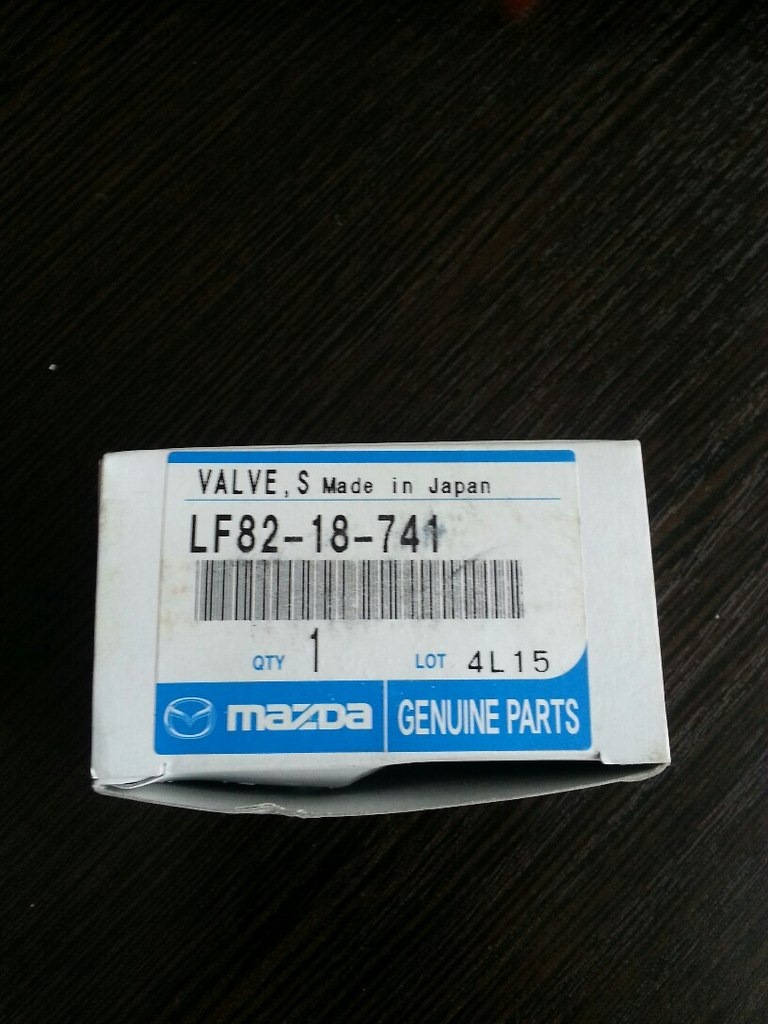 VALVE,S Made in Japan
LF82-18-741
QTY 1 LOT 4L15
mazda GENUINE PARTS